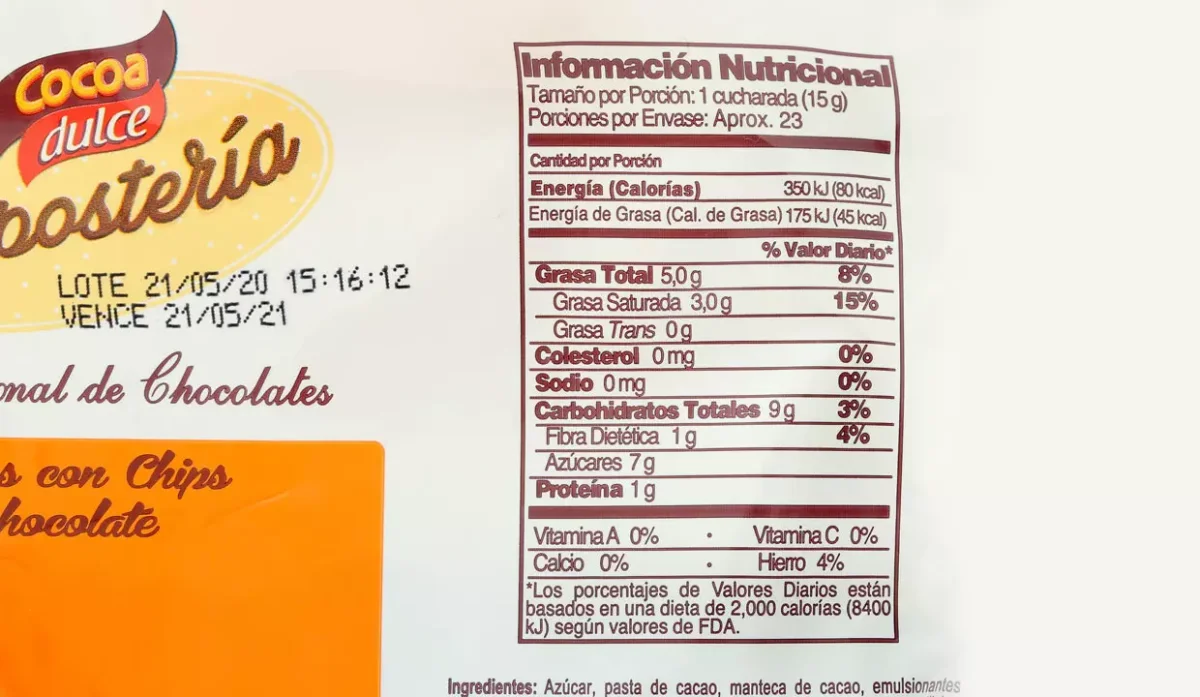 Cocoa
dulce
postería
LOTE 21/05/20 15:16:12
VENCE 21/05/21
de Chocolates
con Chips
Información Nutricional
Tamaño por Porción: 1 cucharada (15 g)
Porciones por Envase: Aprox. 23
Cantidad por Porción
Energía (Calorías) 350 kJ (80 kcal)
Energía de Grasa (Cal. de Grasa) 175 kJ (45 kcal)
% Valor Diario*
Grasa Total 5,0 g 8%
Grasa Saturada 3,0 g 15%
Grasa Trans 0 g
Colesterol 0 mg 0%
Sodio 0 mg 0%
Carbohidratos Totales 9 g 3%
Fibra Dietética 1 g 4%
Azúcares 7 g
Proteína 1 g
Vitamina A 0% • Vitamina C 0%
Calcio 0% • Hierro 4%
*Los porcentajes de Valores Diarios están
basados en una dieta de 2,000 calorías (8400
kJ) según valores de FDA.
Ingredientes: Azúcar, pasta de cacao, manteca de cacao, emulsionantes